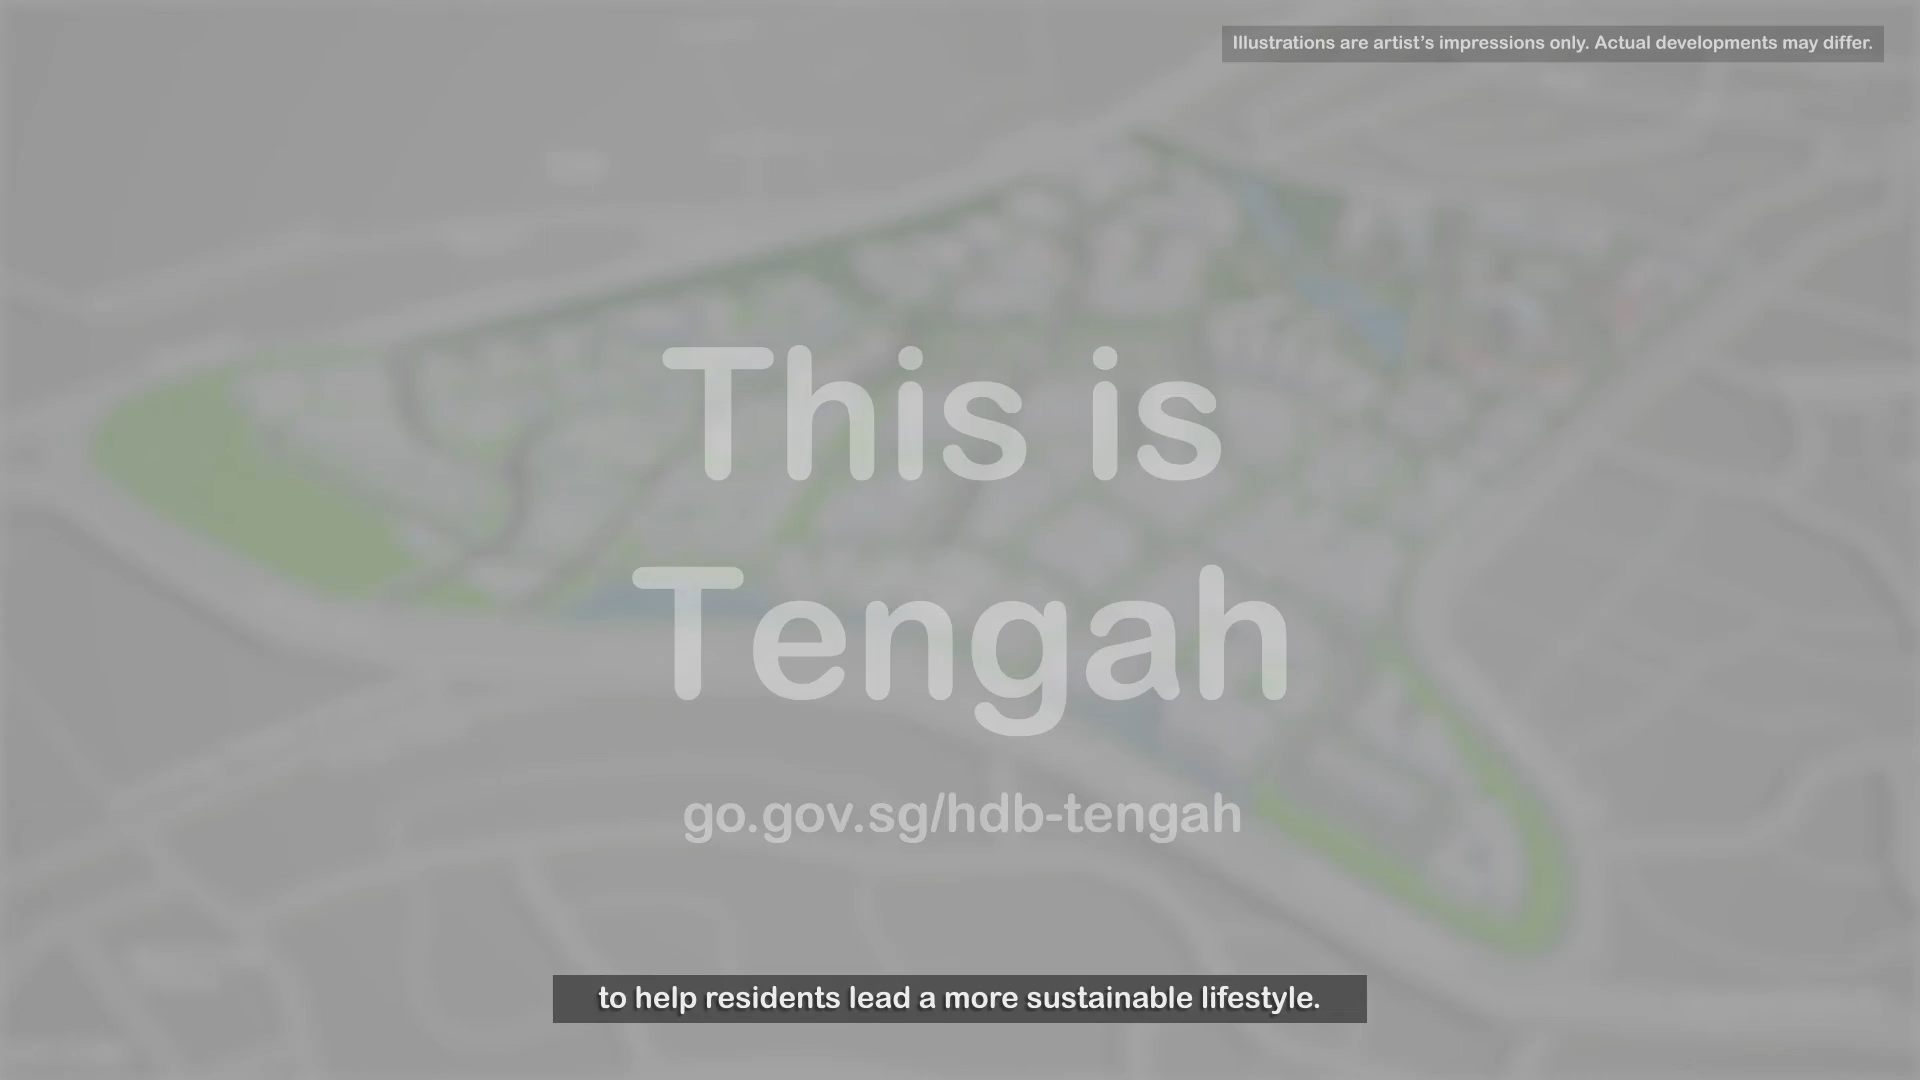 Illustrations are artist's impressions only. Actual developments may differ.
This is
Tengah
go.gov.sg/hdb-tengah
to help residents lead a more sustainable lifestyle.